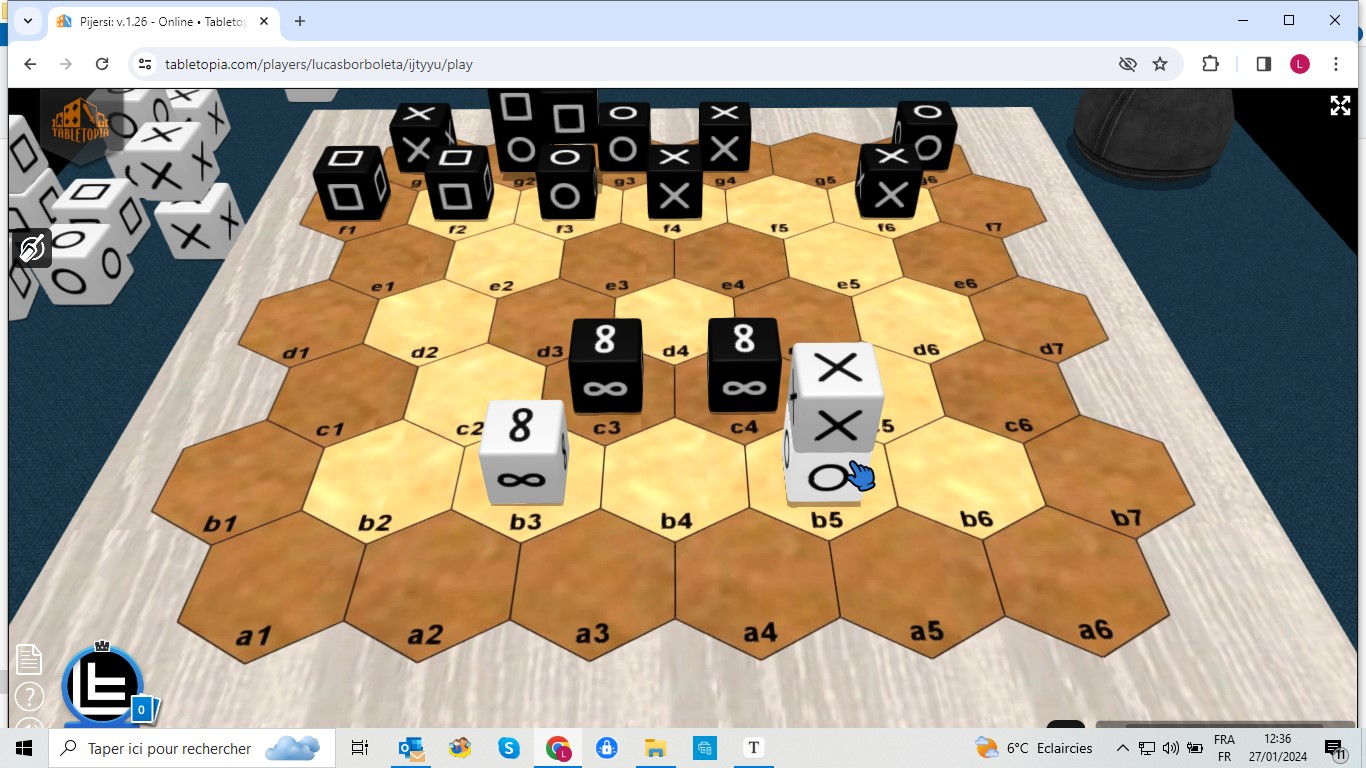 Pijersi: v.1.26 - Online • Tabletop
tabletopia.com/players/lucasborboleta/ijtyyu/play
L
TABLETOPIA
g2 g3 g4 g5
f1 f2 f3 f4 f5 f6 f7
e1 e2 e3 e4 e5 e6
d1 d2 d3 d4 d6 d7
c1 c2 c3 c4 c6
b1 b2 b3 b4 b5 b6 b7
a1 a2 a3 a4 a5 a6
8 8
∞ ∞
8
∞
X
X
O
0
?
Taper ici pour rechercher
6°C Eclaircies
FRA
FR
12:36
27/01/2024
11